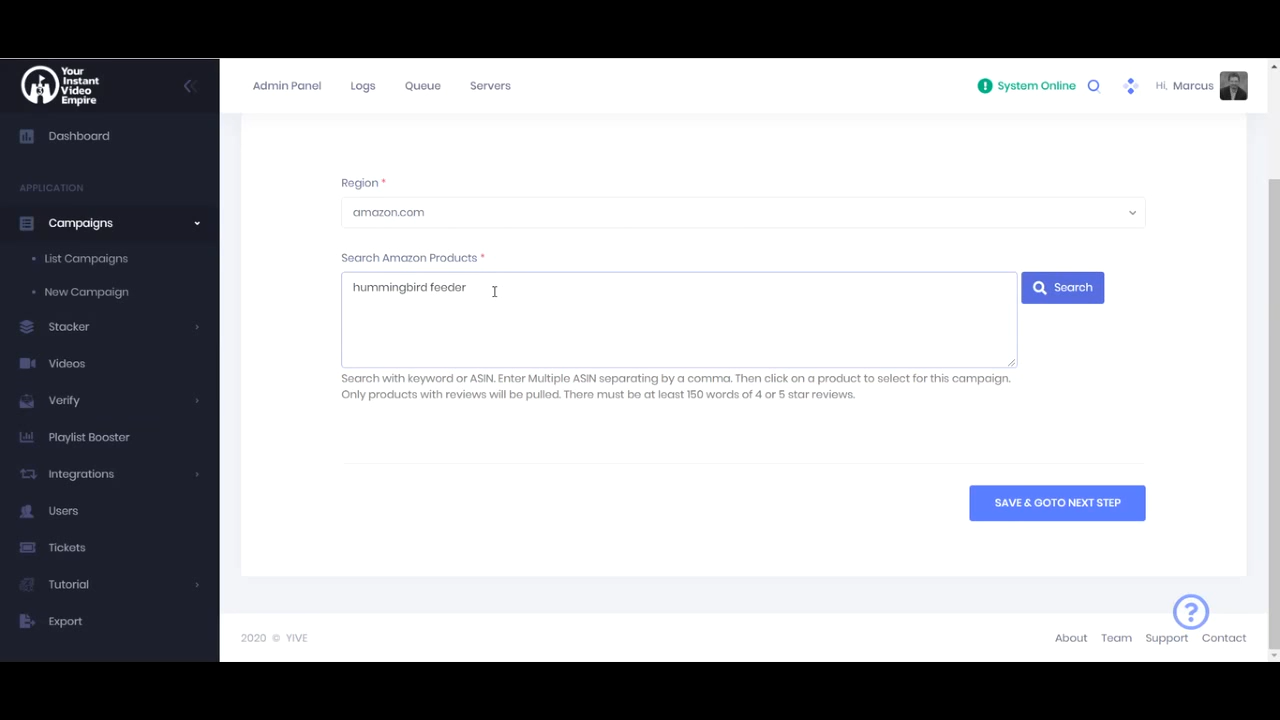 Your
Instant
Video
Empire
Admin Panel
Logs
Queue
Servers
System Online
Hi, Marcus
Dashboard
APPLICATION
Campaigns
List Campaigns
New Campaign
Stacker
Videos
Verify
Playlist Booster
Integrations
Users
Tickets
Tutorial
Export
Region *
amazon.com
Search Amazon Products *
hummingbird feeder
Search
Search with keyword or ASIN. Enter Multiple ASIN separating by a comma. Then click on a product to select for this campaign.
Only products with reviews will be pulled. There must be at least 150 words of 4 or 5 star reviews.
SAVE & GOTO NEXT STEP
2020 © YIVE
About
Team
Support
Contact